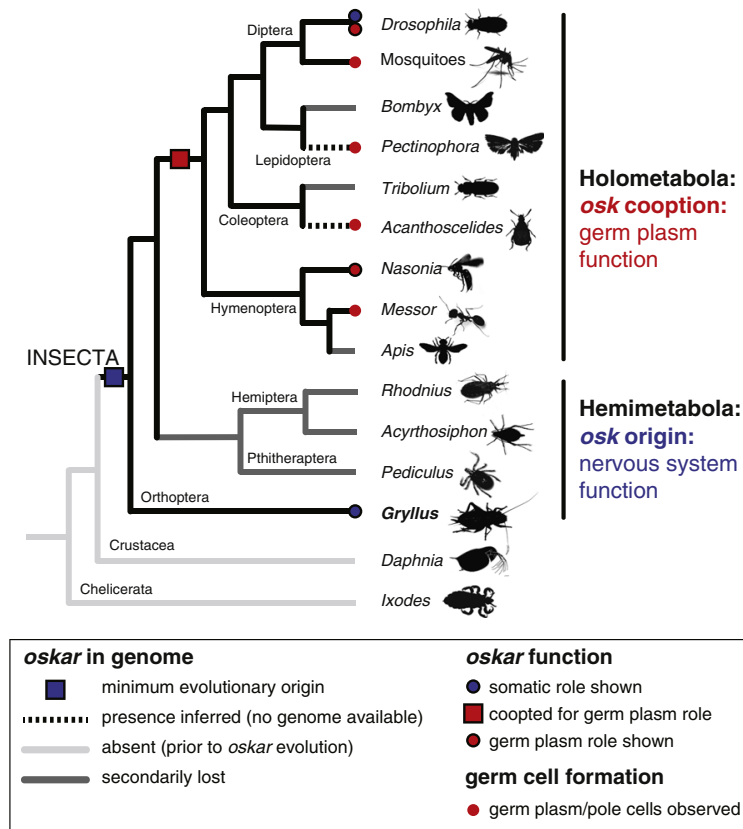 Diptera
Drosophila
Mosquitoes
Bombyx
Lepidoptera
Pectinophora
Tribolium
Coleoptera
Acanthoscelides
Nasonia
Hymenoptera
Messor
Apis
INSECTA
Hemiptera
Rhodnius
Acyrthosiphon
Pthitheraptera
Pediculus
Orthoptera
Gryllus
Crustacea
Daphnia
Chelicerata
Ixodes
Holometabola:
osk cooption:
germ plasm
function
Hemimetabola:
osk origin:
nervous system
function
oskar in genome
minimum evolutionary origin
presence inferred (no genome available)
absent (prior to oskar evolution)
secondarily lost
oskar function
somatic role shown
coopted for germ plasm role
germ plasm role shown
germ cell formation
germ plasm/pole cells observed